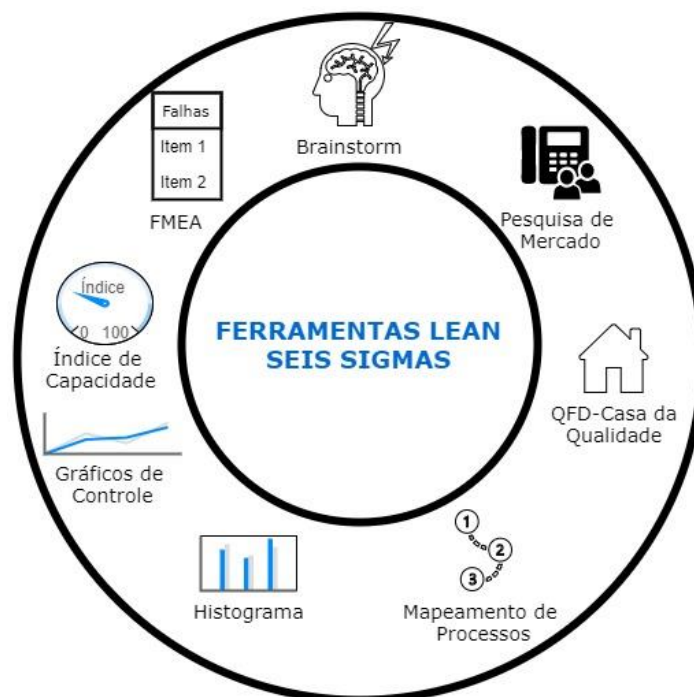 Brainstorm
Pesquisa de
Mercado
QFD-Casa da
Qualidade
1
2
3
Mapeamento de
Processos
Histograma
Gráficos de
Controle
Índice
0 100
Índice de
Capacidade
Falhas
Item 1
Item 2
FMEA
FERRAMENTAS LEAN
SEIS SIGMAS